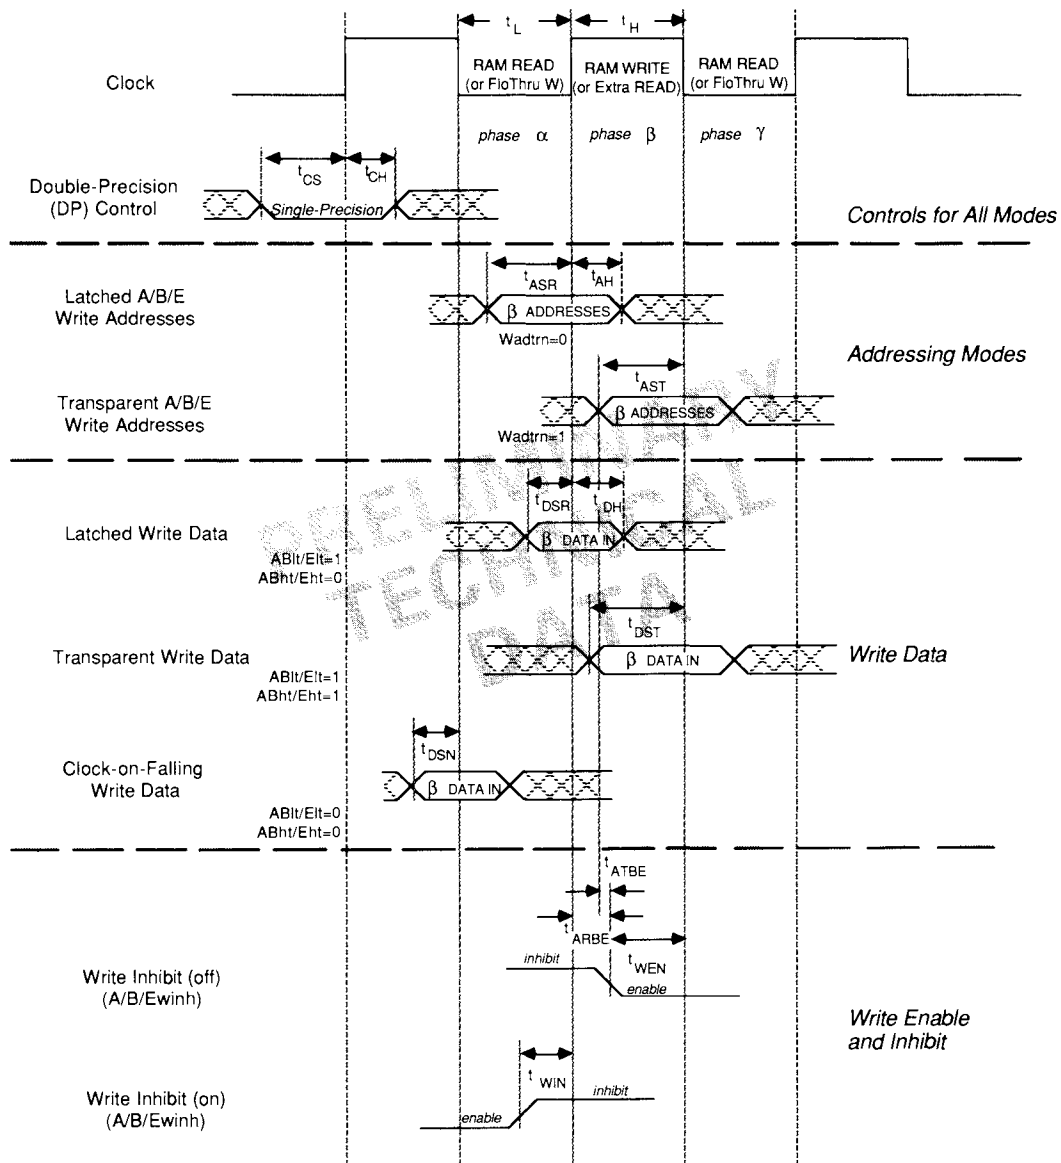 t L
t H
RAM READ
(or FloThru W)
RAM WRITE
(or Extra READ)
RAM READ
(or FloThru W)
Clock
phase α
phase β
phase γ
t CS
t CH
Double-Precision
(DP) Control
Single-Precision
Controls for All Modes
t ASR
t AH
Latched A/B/E
Write Addresses
β ADDRESSES
Wadtrn=0
Addressing Modes
t AST
Transparent A/B/E
Write Addresses
β ADDRESSES
Wadtrn=1
PRELIMINARY
TECHNICAL
DATA
t DSR
t DH
Latched Write Data
β DATA IN
ABlt/Elt=1
ABht/Eht=0
t DST
Transparent Write Data
β DATA IN
Write Data
ABlt/Elt=1
ABht/Eht=1
t DSN
Clock-on-Falling
Write Data
β DATA IN
ABlt/Elt=0
ABht/Eht=0
t ATBE
t ARBE
t WEN
Write Inhibit (off)
(A/B/Ewinh)
inhibit
enable
Write Enable
and Inhibit
t WIN
Write Inhibit (on)
(A/B/Ewinh)
enable
inhibit